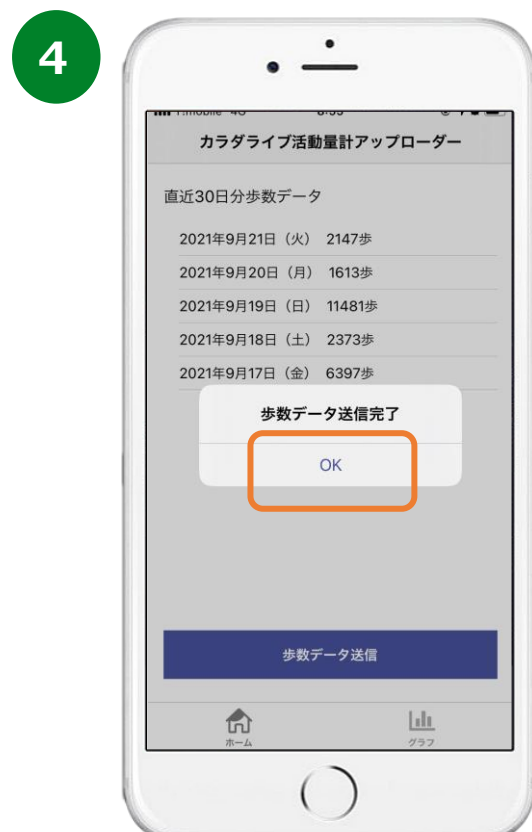 4
カラダライブ活動量計アップローダー
直近30日分歩数データ
2021年9月21日（火） 2147歩
2021年9月20日（月） 1613歩
2021年9月19日（日） 11481歩
2021年9月18日（土） 2373歩
2021年9月17日（金） 6397歩
歩数データ送信完了
OK
歩数データ送信
ホーム
グラフ